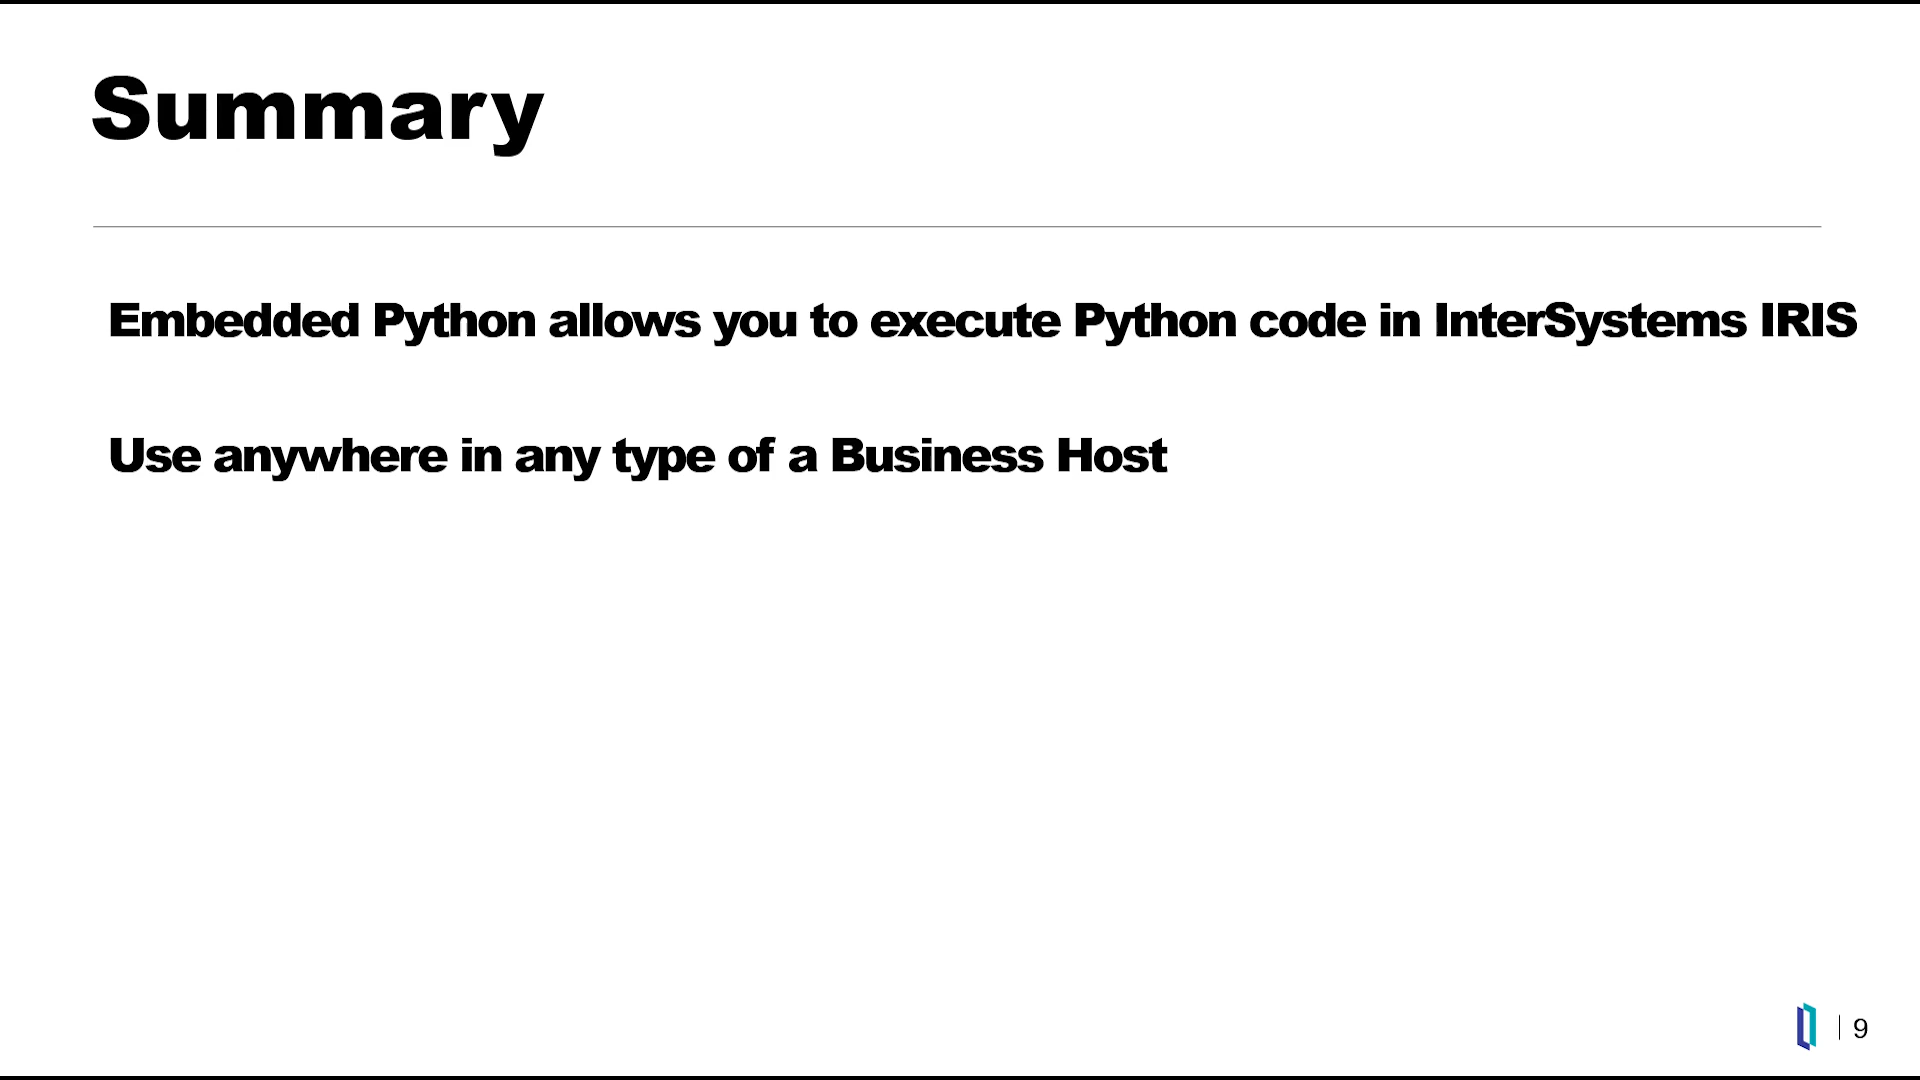 Summary
Embedded Python allows you to execute Python code in InterSystems IRIS
Use anywhere in any type of a Business Host
9